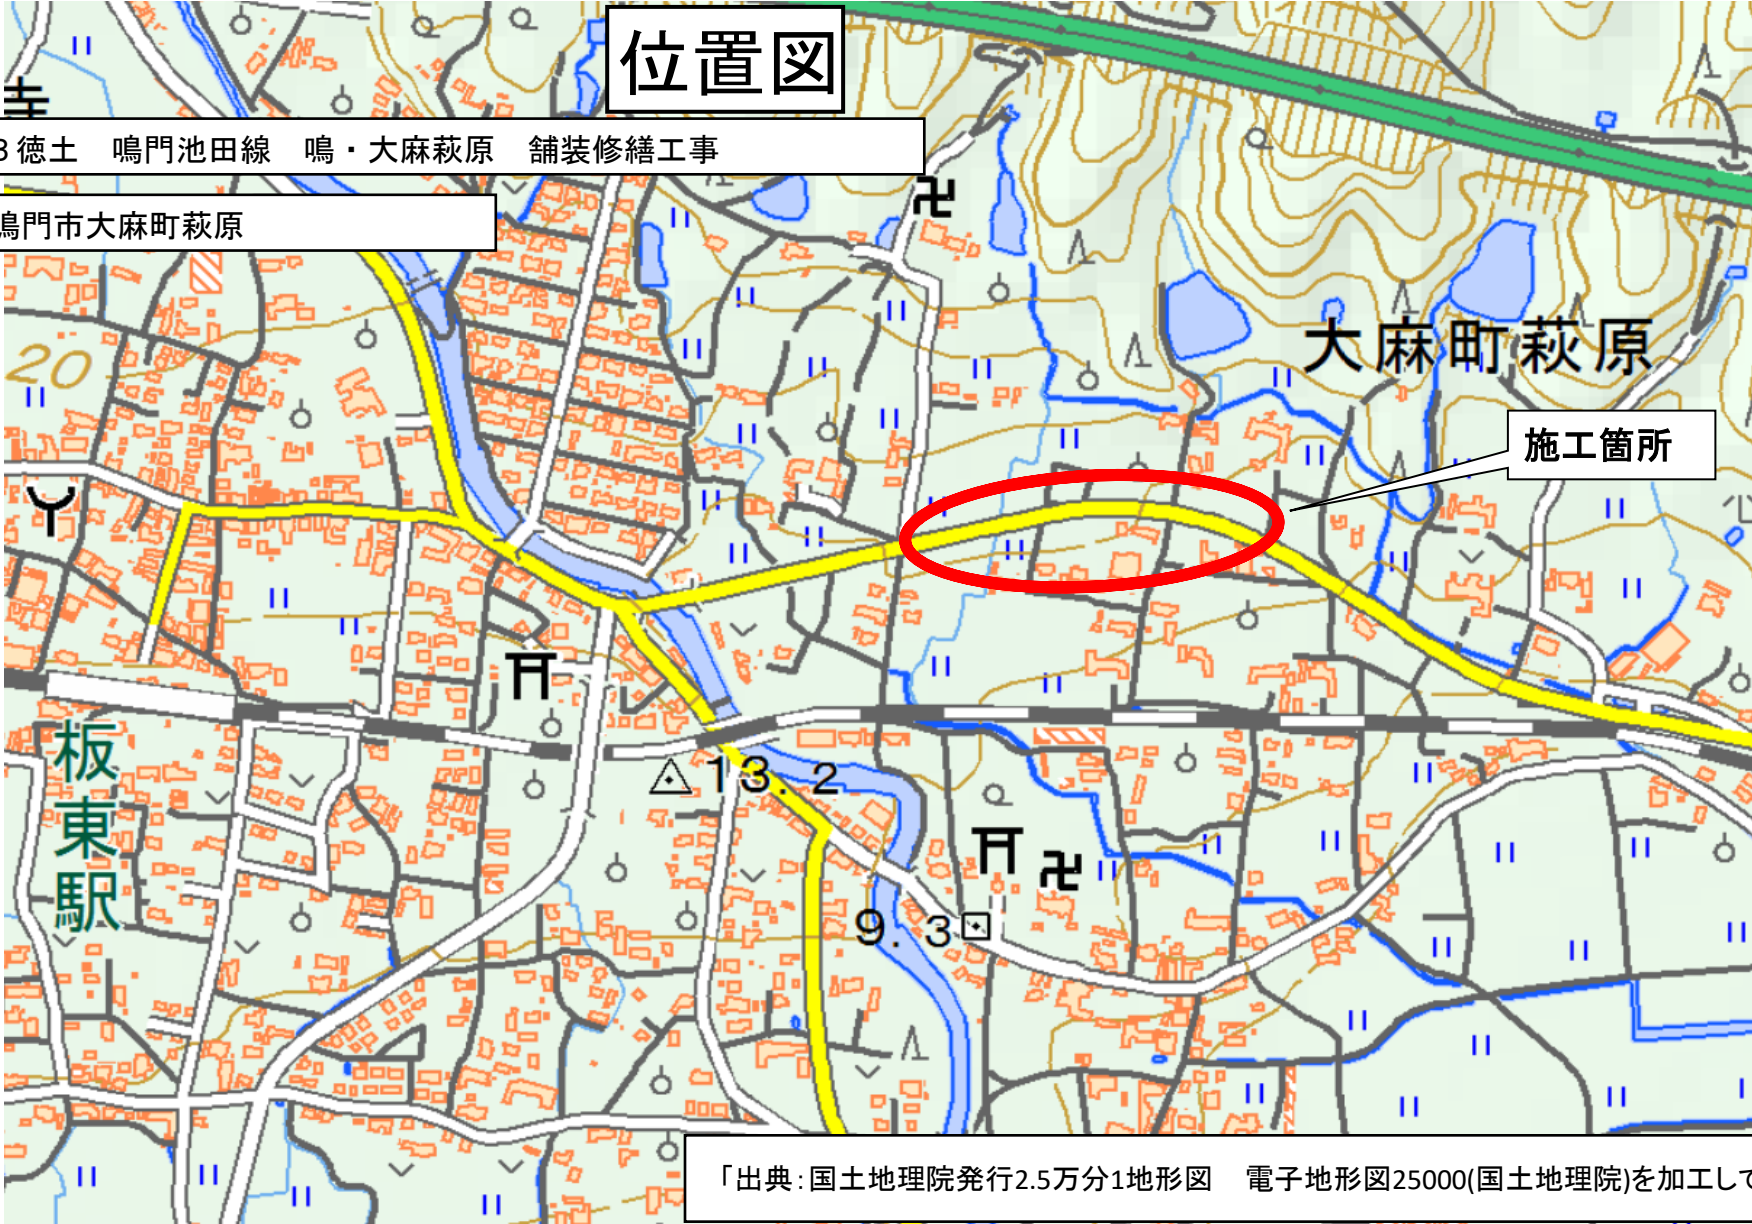 位置図
3徳土　鳴門池田線　鳴・大麻萩原　舗装修繕工事
鳴門市大麻町萩原
寺
20
大麻町萩原
施工箇所
板東駅
13.2
9.3
「出典:国土地理院発行2.5万分1地形図　電子地形図25000(国土地理院)を加工して